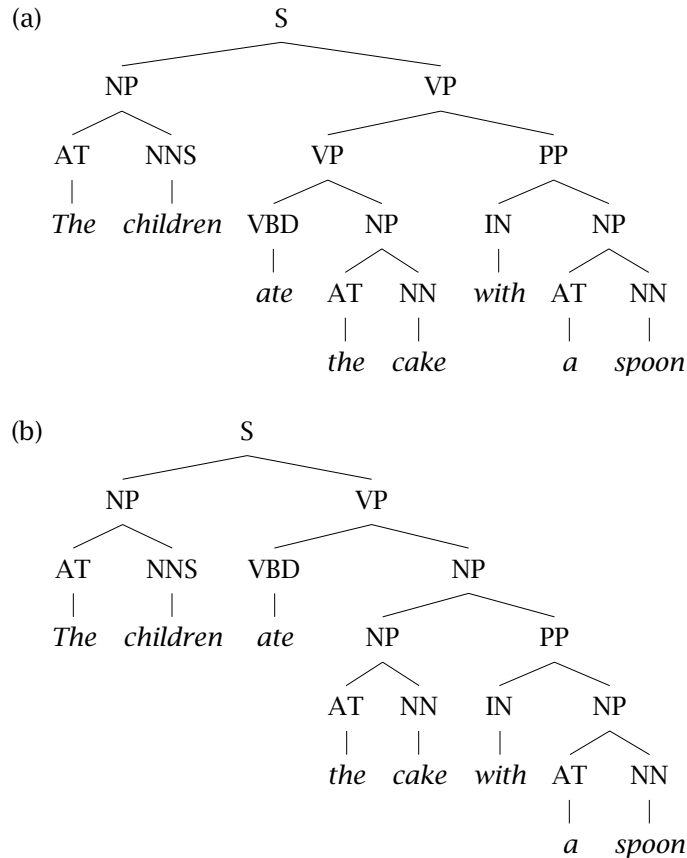 (a) S
NP VP
AT NNS VP PP
The children VBD NP IN NP
ate AT NN with AT NN
the cake a spoon
(b) S
NP VP
AT NNS VBD NP
The children ate NP PP
AT NN IN NP
the cake with AT NN
a spoon